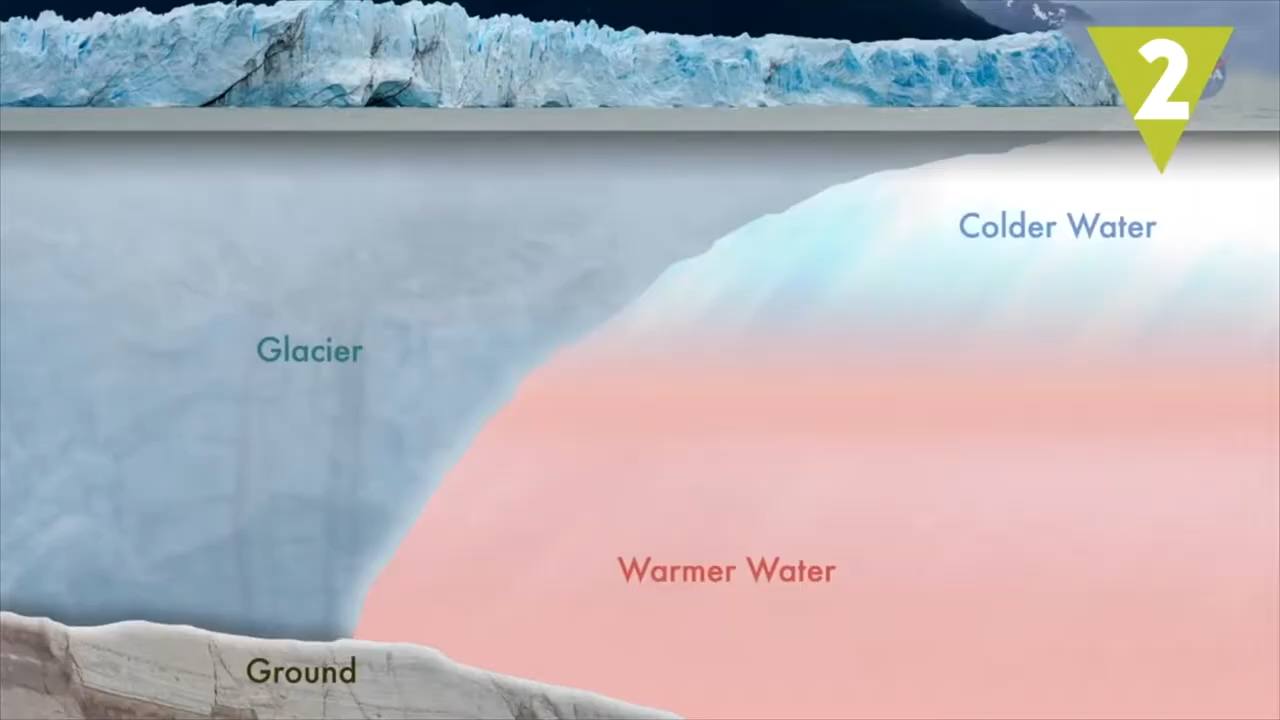 2
Colder Water
Glacier
Warmer Water
Ground